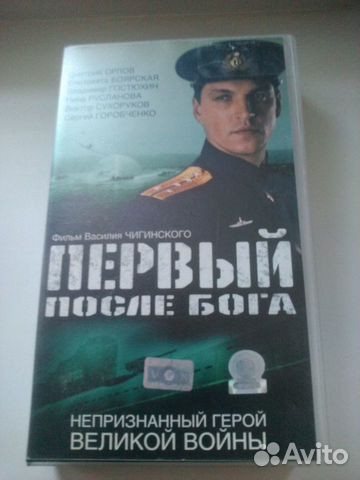 Дмитрий ОРЛОВ
Елизавета БОЯРСКАЯ
Владимир ГОСТЮХИН
Нина РУСЛАНОВА
Виктор СУХОРУКОВ
Сергей ГОРОБЧЕНКО
Фильм Василия ЧИГИНСКОГО
ПЕРВЫЙ
ПОСЛЕ БОГА
НЕПРИЗНАННЫЙ ГЕРОЙ
ВЕЛИКОЙ ВОЙНЫ
Avito